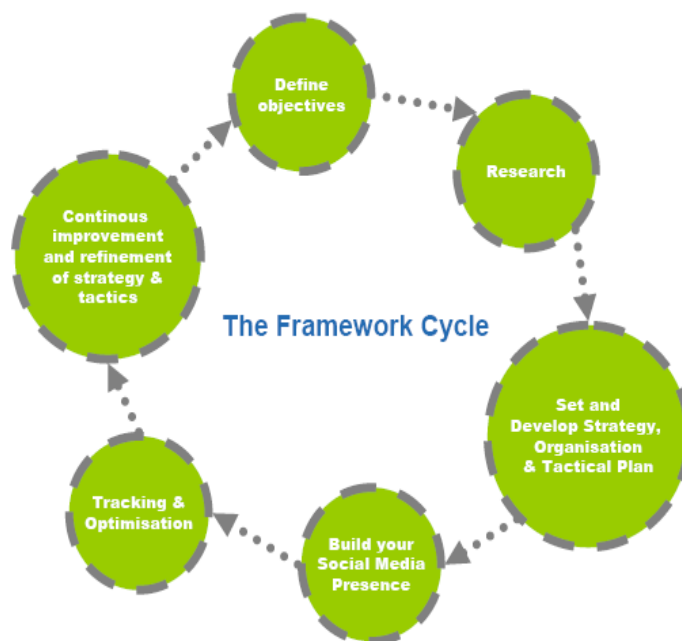 Define
objectives
Research
Set and
Develop Strategy,
Organisation
& Tactical Plan
Build your
Social Media
Presence
Tracking &
Optimisation
Continous
improvement
and refinement
of strategy &
tactics
The Framework Cycle